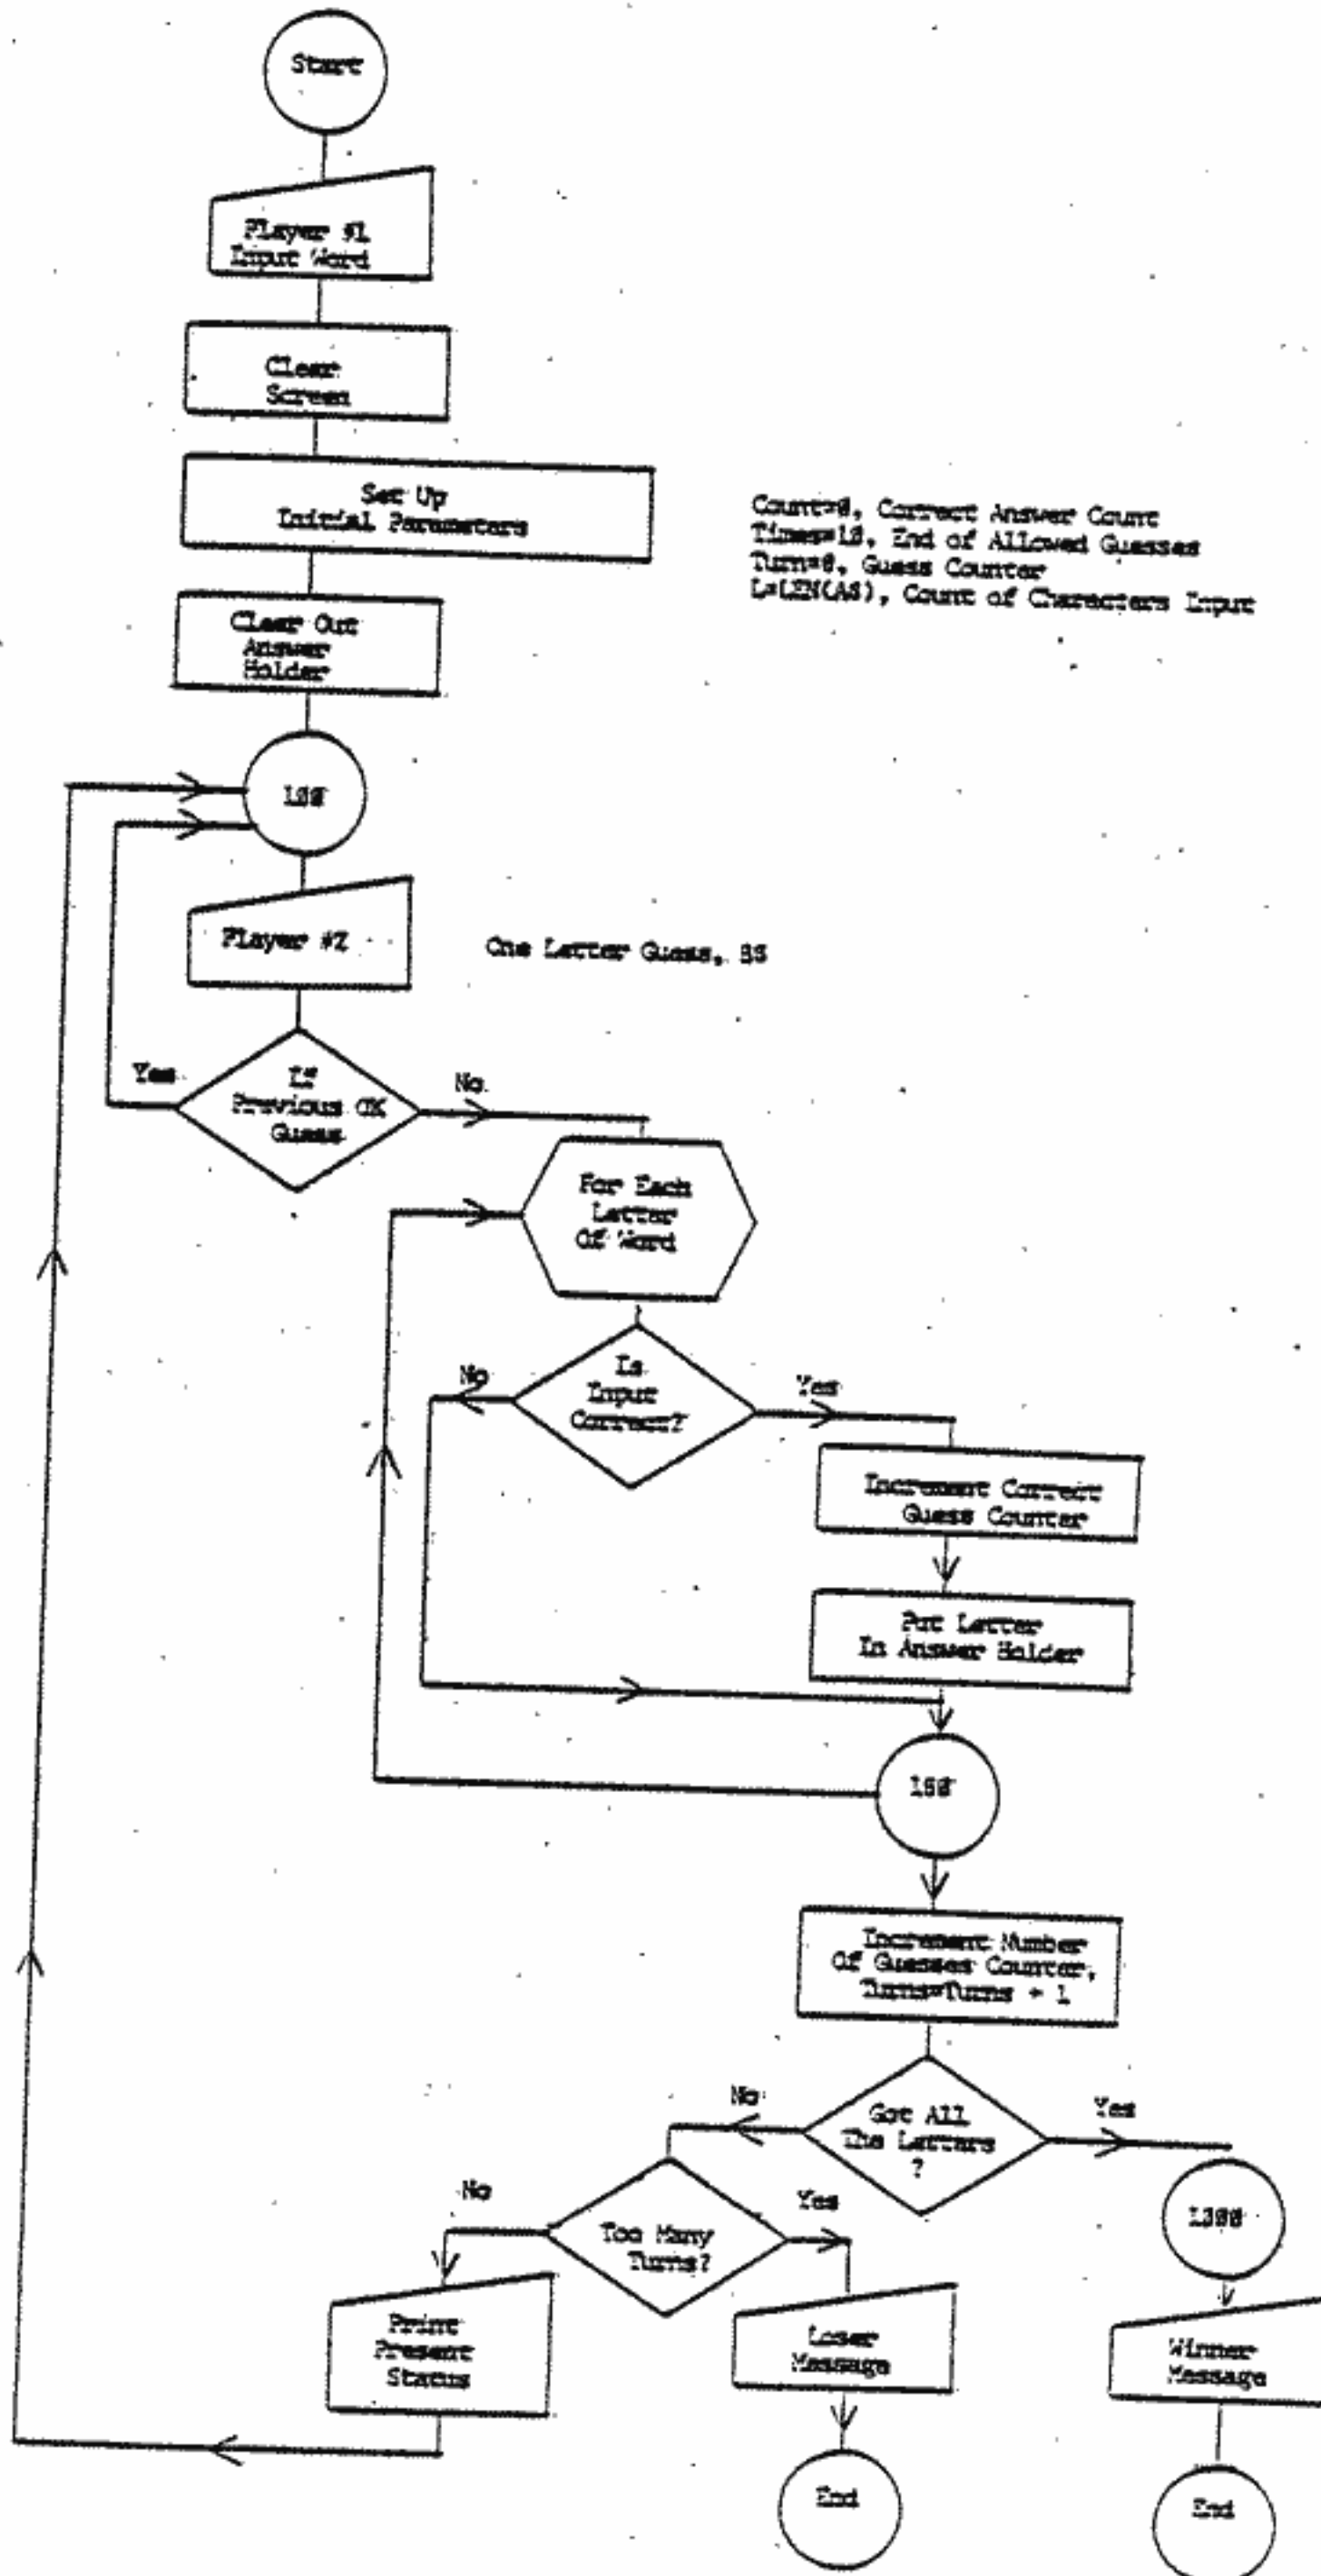 Start
Player #1
Input Word
Clear
Screen
Set Up
Initial Parameters
Count=0, Correct Answer Count
Times=10, End of Allowed Guesses
Turn=0, Guess Counter
L=LEN(A$), Count of Characters Input
Clear Out
Answer
Holder
100
Player #2
One Letter Guess, B$
Yes
If
Previous OK
Guess
No
For Each
Letter
Of Word
No
Is
Input
Correct?
Yes
Increment Correct
Guess Counter
Put Letter
In Answer Holder
Increment Number
Of Guesses Counter,
Turns=Turns + 1
No
Got All
The Letters
?
Yes
No
Too Many
Turns?
Yes
1000
Print
Present
Status
Loser
Message
Winner
Message
End
End